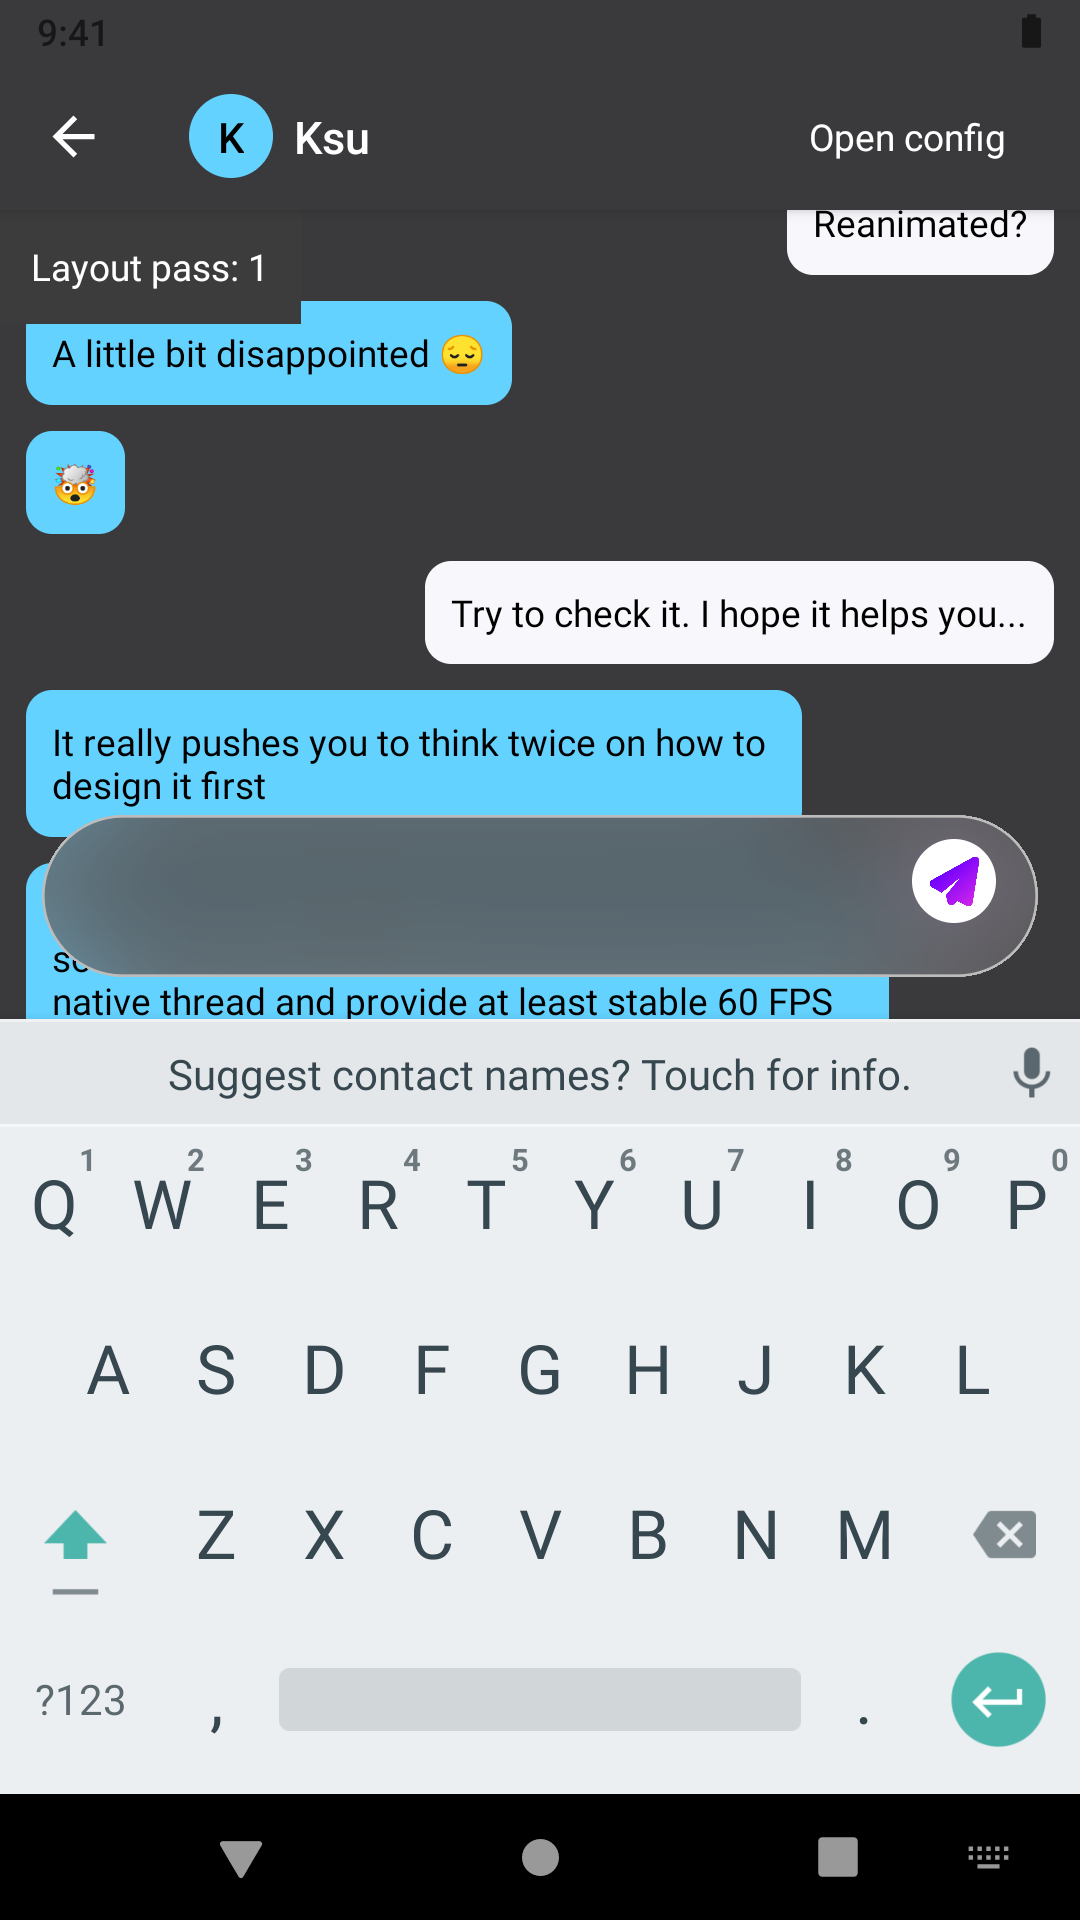 9:41
K Ksu Open config
Reanimated?
Layout pass: 1
A little bit disappointed 😔
🤯
Try to check it. I hope it helps you...
It really pushes you to think twice on how to
design it first
native thread and provide at least stable 60 FPS
Suggest contact names? Touch for info.
1 2 3 4 5 6 7 8 9 0
Q W E R T Y U I O P
A S D F G H J K L
Z X C V B N M
?123 , .